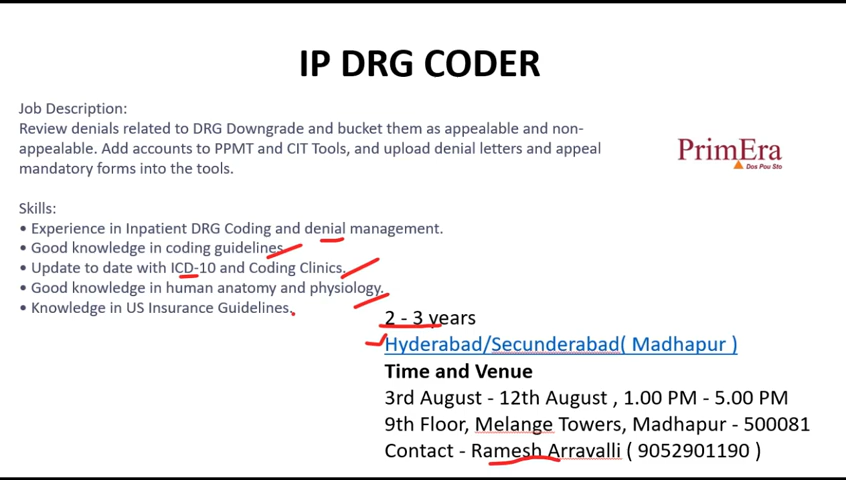 IP DRG CODER
Job Description:
Review denials related to DRG Downgrade and bucket them as appealable and non-
appealable. Add accounts to PPMT and CIT Tools, and upload denial letters and appeal
mandatory forms into the tools.
PrimEra
Dos Pou Sto
Skills:
• Experience in Inpatient DRG Coding and denial management.
• Good knowledge in coding guidelines.
• Update to date with ICD-10 and Coding Clinics.
• Good knowledge in human anatomy and physiology.
• Knowledge in US Insurance Guidelines.
2 - 3 years
Hyderabad/Secunderabad( Madhapur )
Time and Venue
3rd August - 12th August , 1.00 PM - 5.00 PM
9th Floor, Melange Towers, Madhapur - 500081
Contact - Ramesh Arravalli ( 9052901190 )